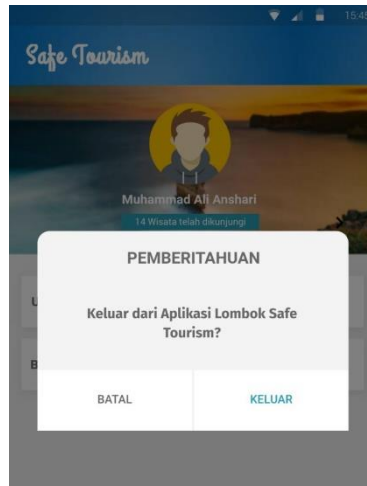 15:45
Safe Tourism
Muhammad Ali Anshari
14 Wisata telah dikunjungi
PEMBERITAHUAN
U
Keluar dari Aplikasi Lombok Safe
Tourism?
B
BATAL
KELUAR